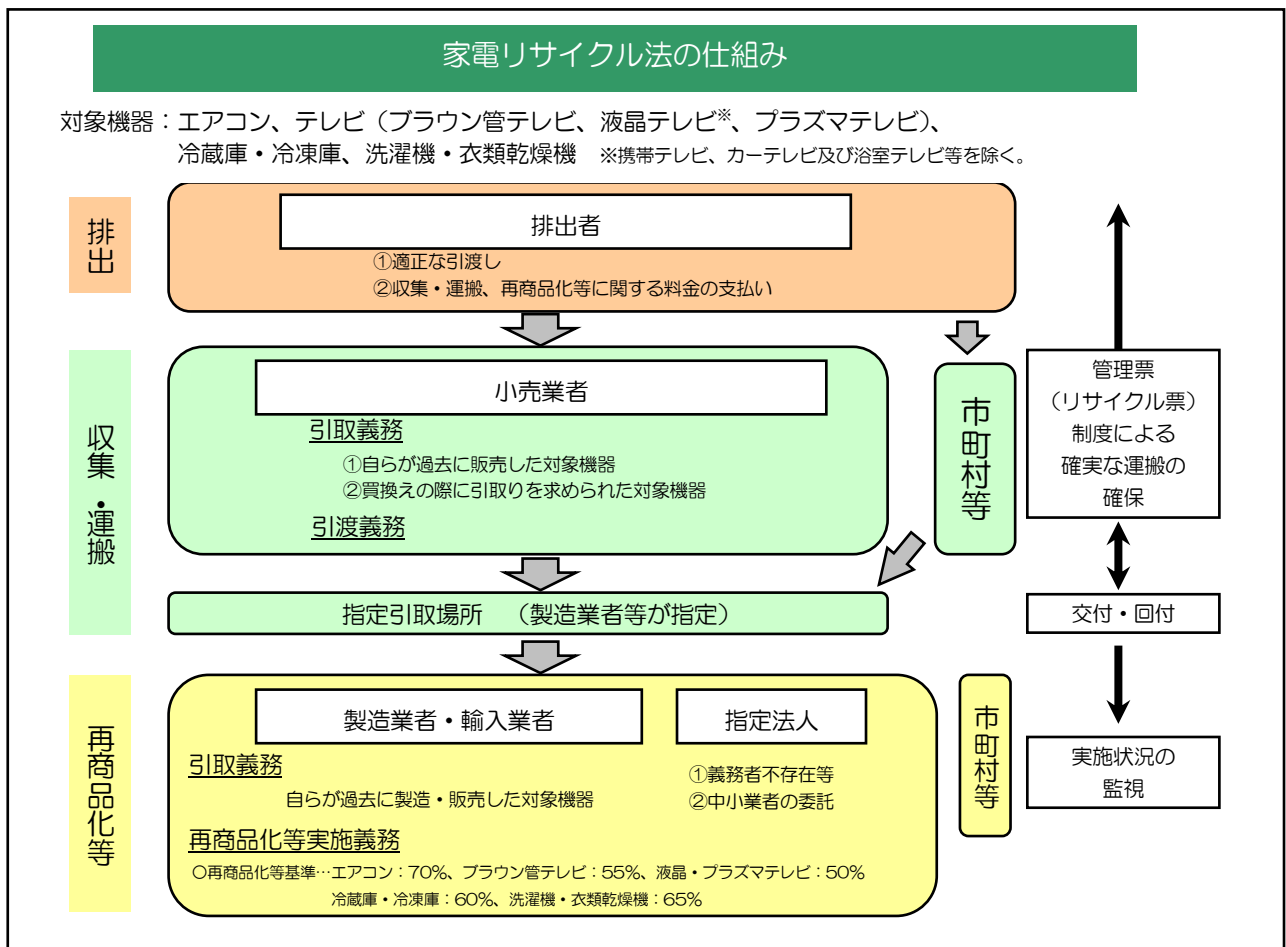 家電リサイクル法の仕組み
対象機器：エアコン、テレビ（ブラウン管テレビ、液晶テレビ※、プラズマテレビ）、
冷蔵庫・冷凍庫、洗濯機・衣類乾燥機　※携帯テレビ、カーテレビ及び浴室テレビ等を除く。
排出
排出者
①適正な引渡し
②収集・運搬、再商品化等に関する料金の支払い
収集・運搬
小売業者
引取義務
①自らが過去に販売した対象機器
②買換えの際に引取りを求められた対象機器
引渡義務
市町村等
指定引取場所　（製造業者等が指定）
管理票
（リサイクル票）
制度による
確実な運搬の
確保
交付・回付
実施状況の
監視
再商品化等
製造業者・輸入業者
引取義務
自らが過去に製造・販売した対象機器
指定法人
①義務者不存在等
②中小業者の委託
再商品化等実施義務
○再商品化等基準…エアコン：70%、ブラウン管テレビ：55%、液晶・プラズマテレビ：50%
冷蔵庫・冷凍庫：60%、洗濯機・衣類乾燥機：65%
市町村等